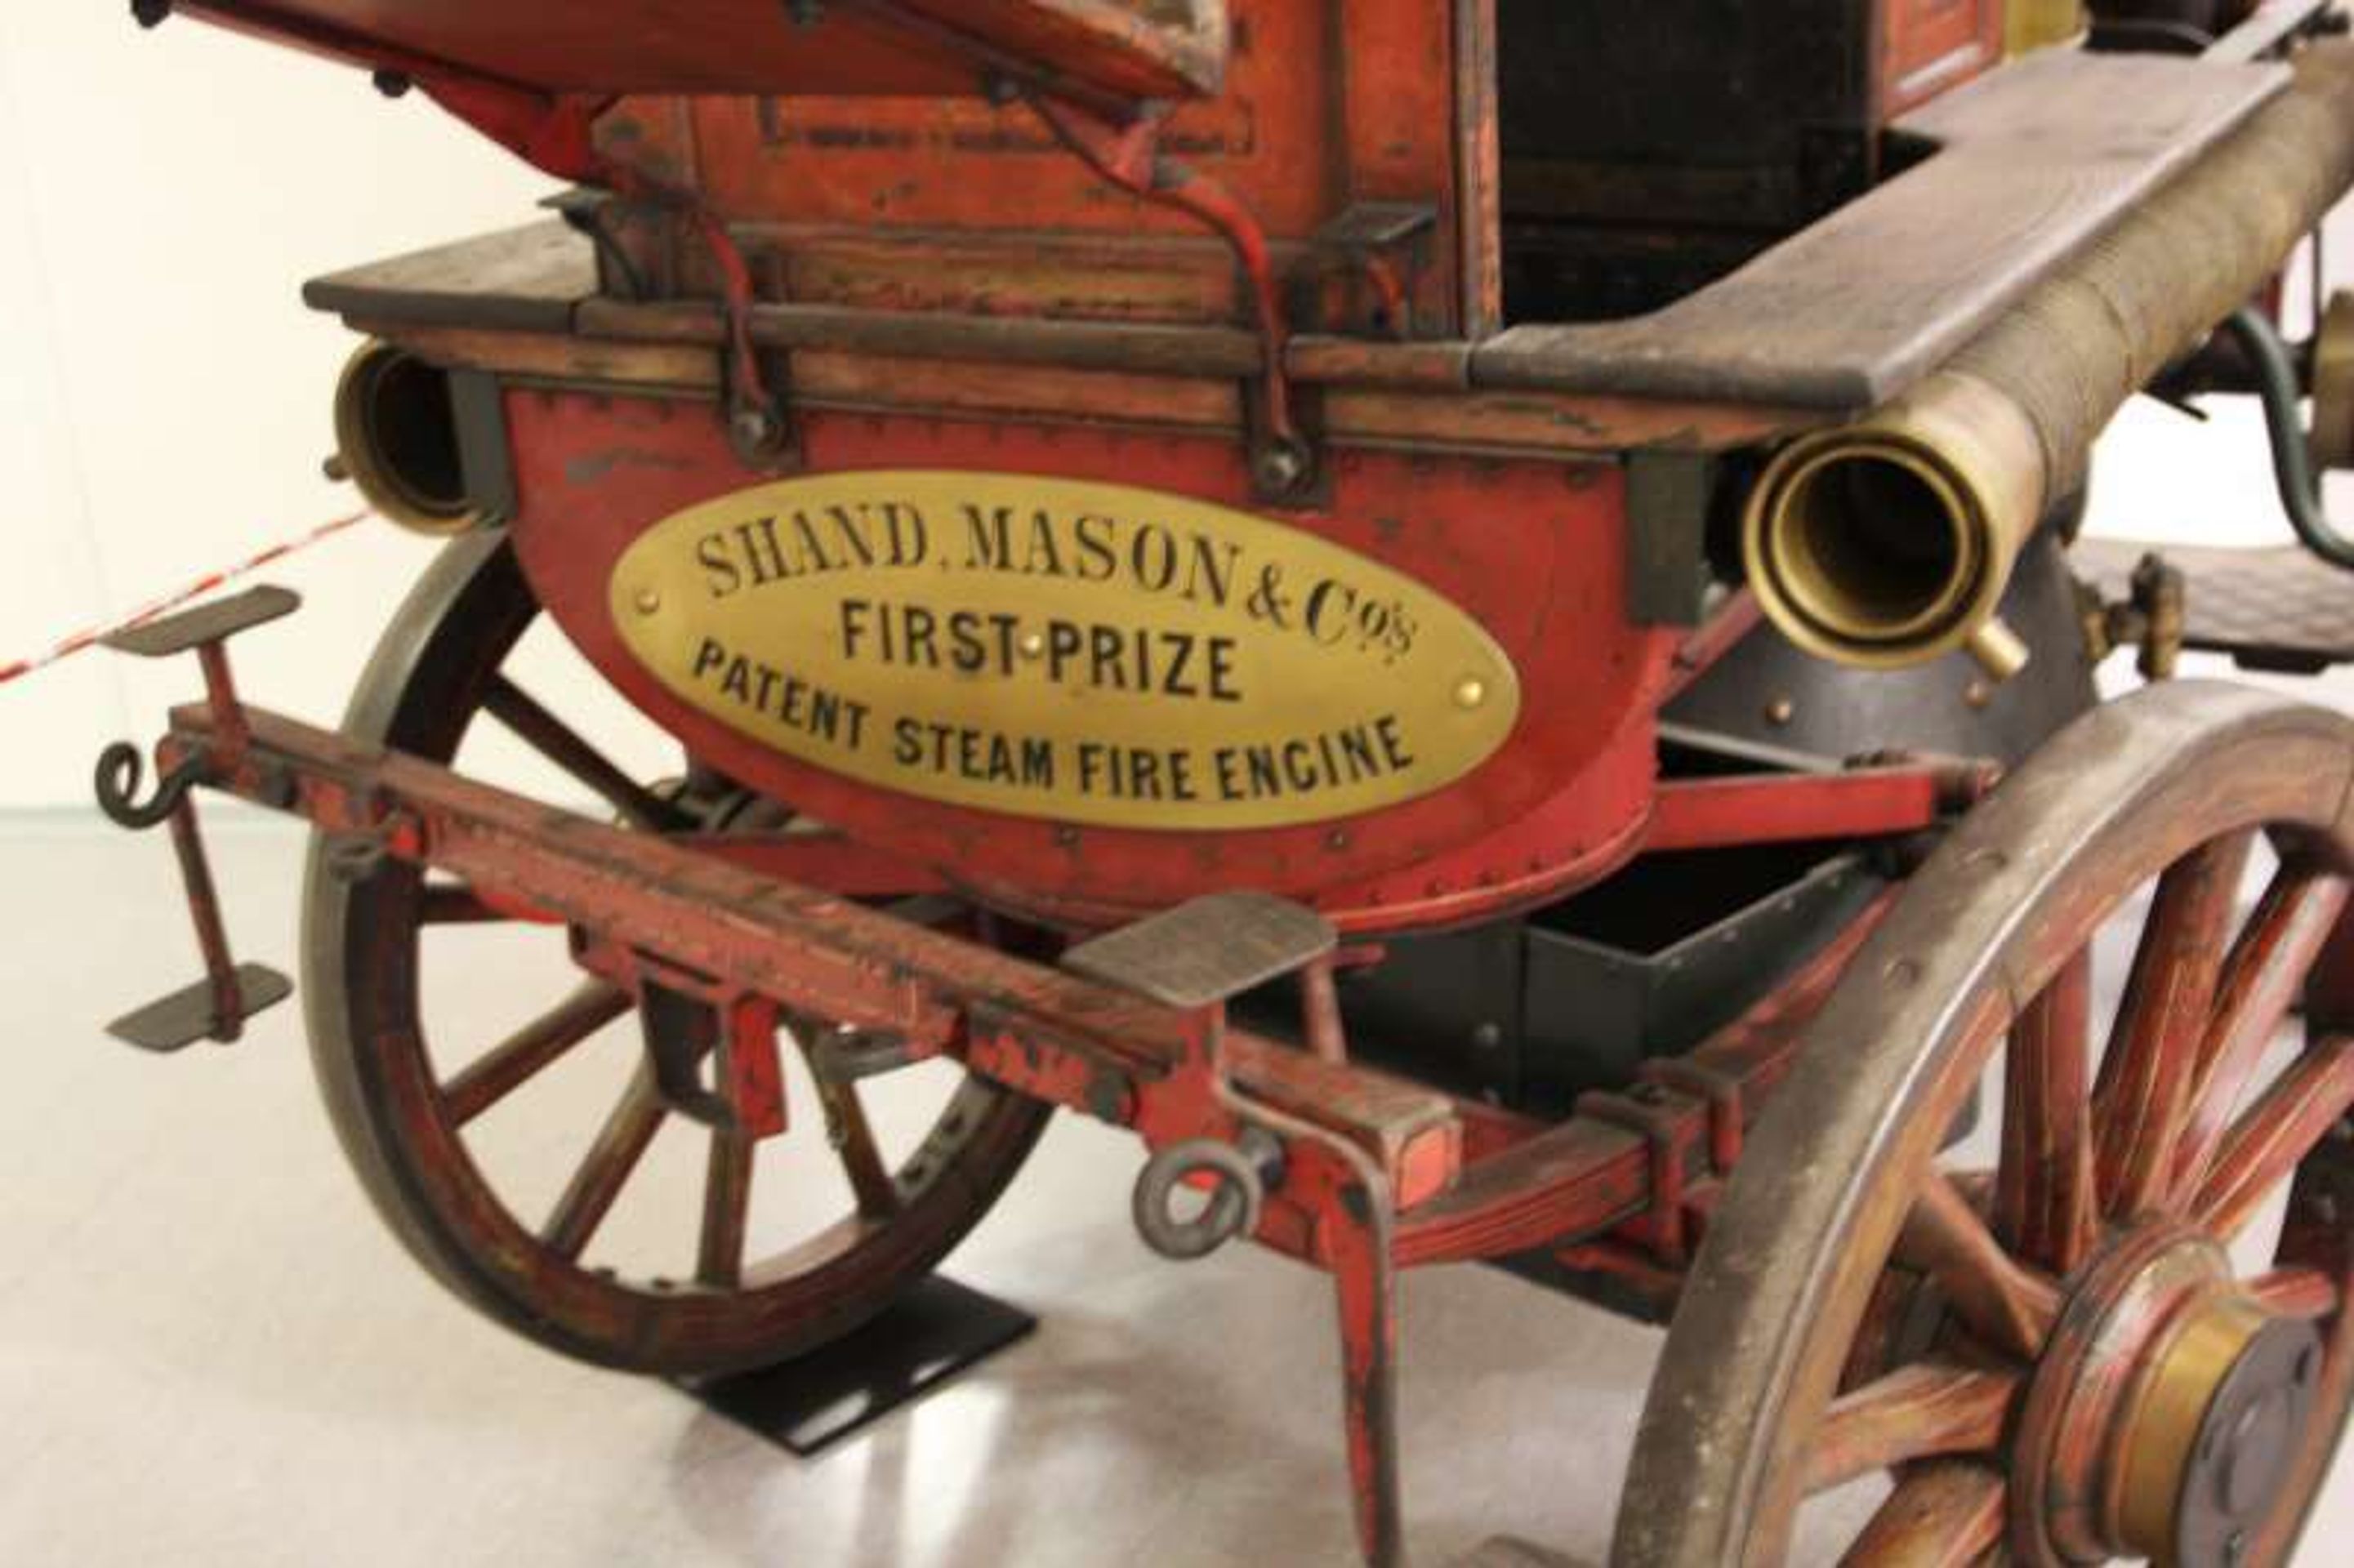 SHAND, MASON & Co's
FIRST PRIZE
PATENT STEAM FIRE ENGINE